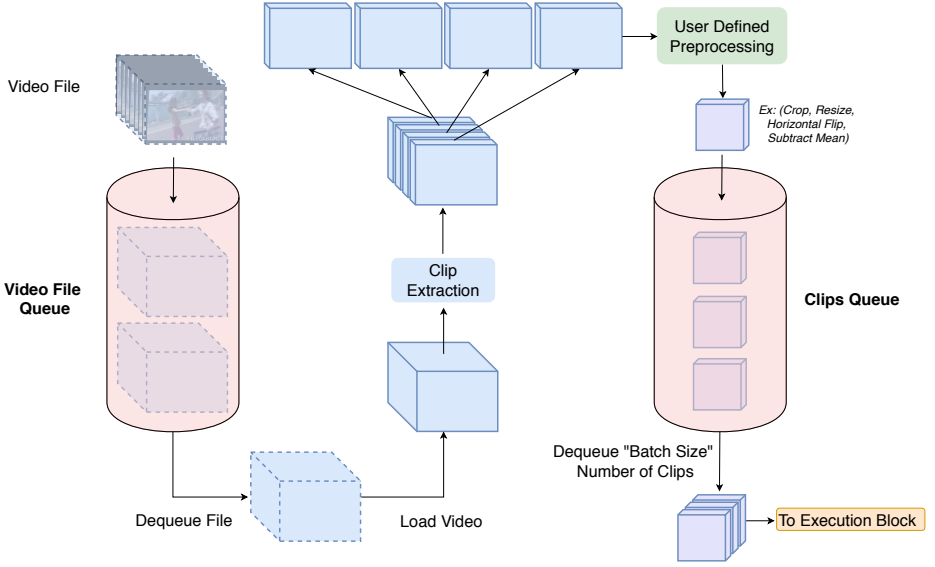 Video File
Video File
Queue
Dequeue File
Load Video
Clip
Extraction
User Defined
Preprocessing
Ex: (Crop, Resize,
Horizontal Flip,
Subtract Mean)
Clips Queue
Dequeue "Batch Size"
Number of Clips
To Execution Block